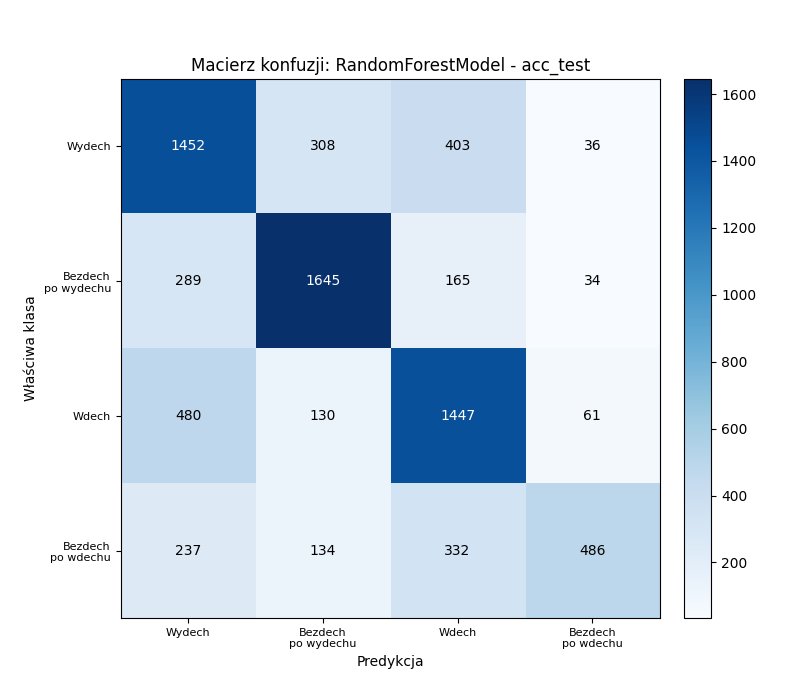 Macierz konfuzji: RandomForestModel - acc_test
Właściwa klasa
Wydech
1452 308 403 36
Bezdech
po wydechu
289 1645 165 34
Wdech
480 130 1447 61
Bezdech
po wdechu
237 134 332 486
Wydech
Bezdech
po wydechu
Wdech
Bezdech
po wdechu
Predykcja
1600
1400
1200
1000
800
600
400
200